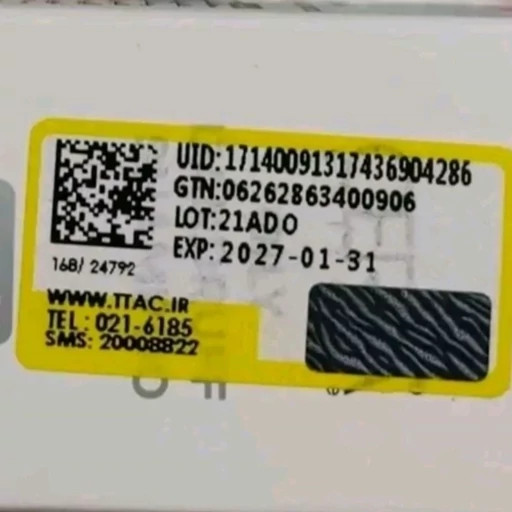 UID:17140091317436904286
GTN:06262863400906
LOT:21ADO
EXP:2027-01-31
168/ 24792
WWW.TTAC.IR
TEL: 021-6185
SMS: 20008822